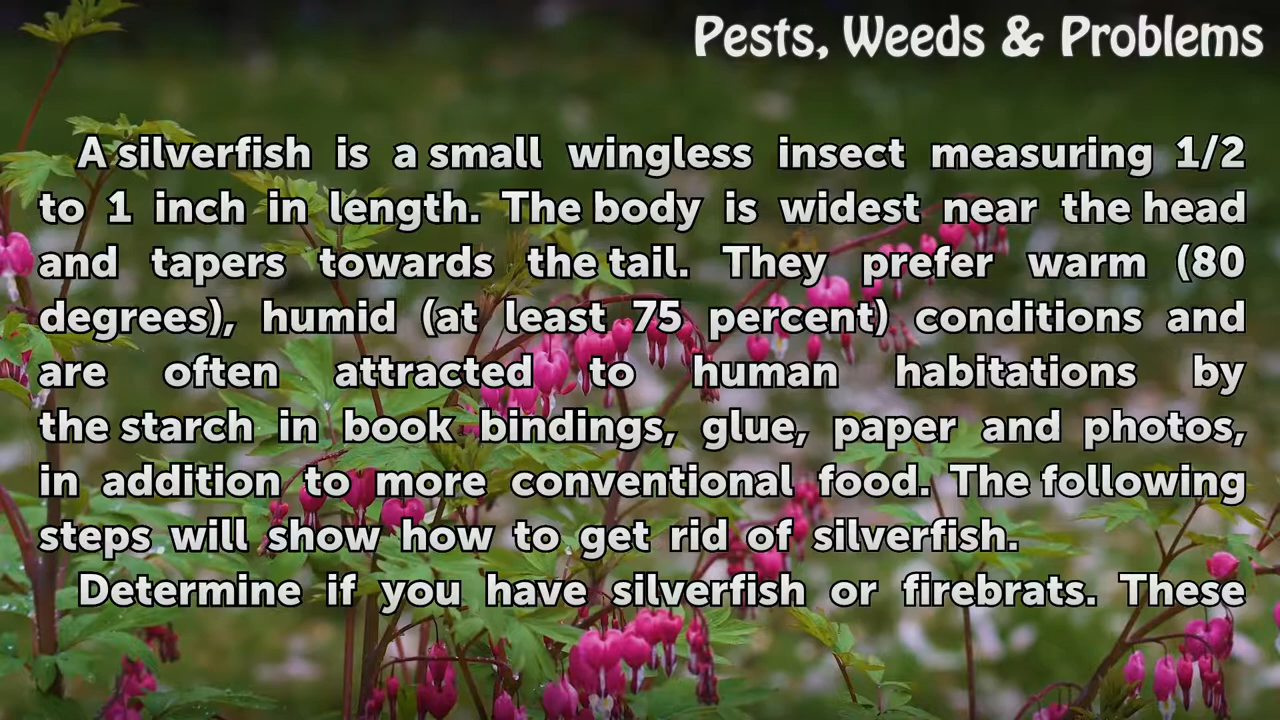 Pests, Weeds & Problems
A silverfish is a small wingless insect measuring 1/2
to 1 inch in length. The body is widest near the head
and tapers towards the tail. They prefer warm (80
degrees), humid (at least 75 percent) conditions and
are often attracted to human habitations by
the starch in book bindings, glue, paper and photos,
in addition to more conventional food. The following
steps will show how to get rid of silverfish.
Determine if you have silverfish or firebrats. These